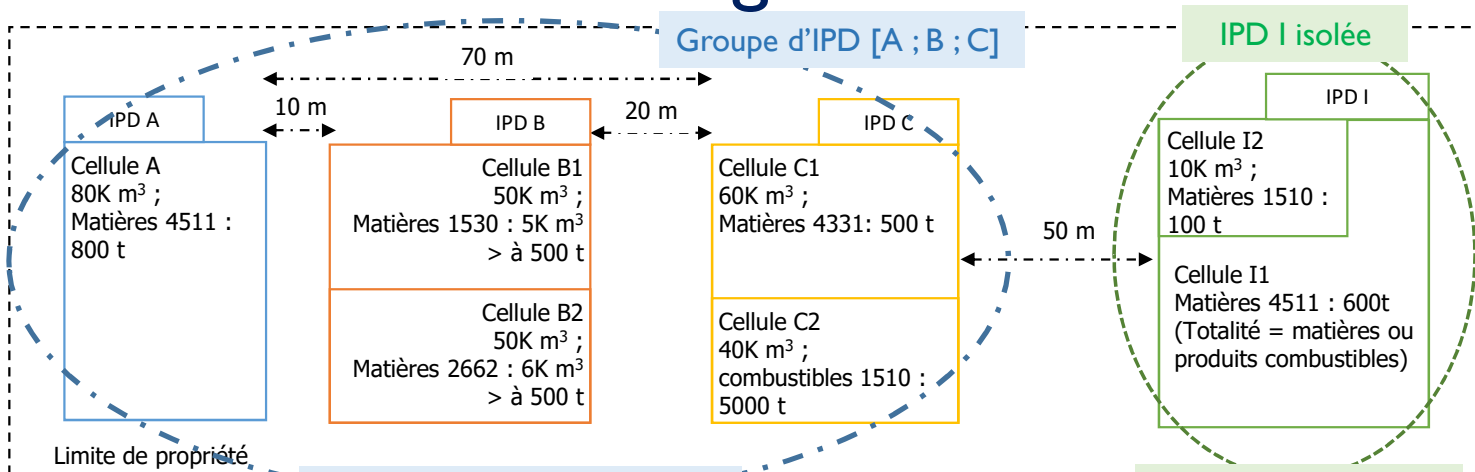 g
Groupe d'IPD [A ; B ; C]
IPD I isolée
70 m
10 m
20 m
50 m
IPD A
Cellule A
80K m³ ;
Matières 4511 :
800 t
IPD B
Cellule B1
50K m³ ;
Matières 1530 : 5K m³
> à 500 t
Cellule B2
50K m³ ;
Matières 2662 : 6K m³
> à 500 t
IPD C
Cellule C1
60K m³ ;
Matières 4331: 500 t
Cellule C2
40K m³ ;
combustibles 1510 :
5000 t
IPD I
Cellule I2
10K m³ ;
Matières 1510 :
100 t
Cellule I1
Matières 4511 : 600t
(Totalité = matières ou
produits combustibles)
Limite de propriété